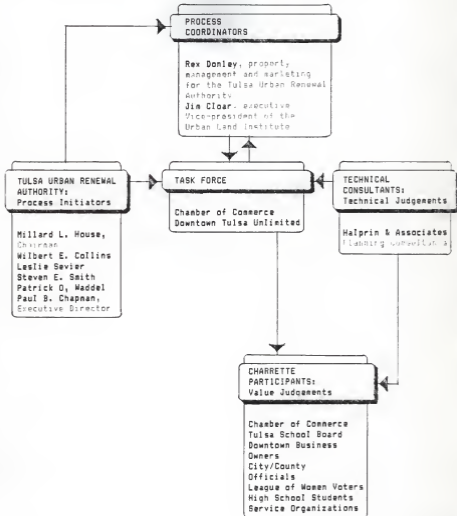 PROCESS
COORDINATORS
Rex Donley, property
management and marketing
for the Tulsa Urban Renewal
Authority
Jim Cloar, executive
Vice-president of the
Urban Land Institute
TULSA URBAN RENEWAL
AUTHORITY:
Process Initiators
Millard L. House,
Chairman
Wilbert E. Collins
Leslie Sevier
Steven E. Smith
Patrick O, Waddel
Paul B. Chapman,
Executive Director
TASK FORCE
Chamber of Commerce
Downtown Tulsa Unlimited
TECHNICAL
CONSULTANTS:
Technical Judgements
Halprin & Associates
Planning Consultants
CHARRETTE
PARTICIPANTS:
Value Judgements
Chamber of Commerce
Tulsa School Board
Downtown Business
Owners
City/County
Officials
League of Women Voters
High School Students
Service Organizations